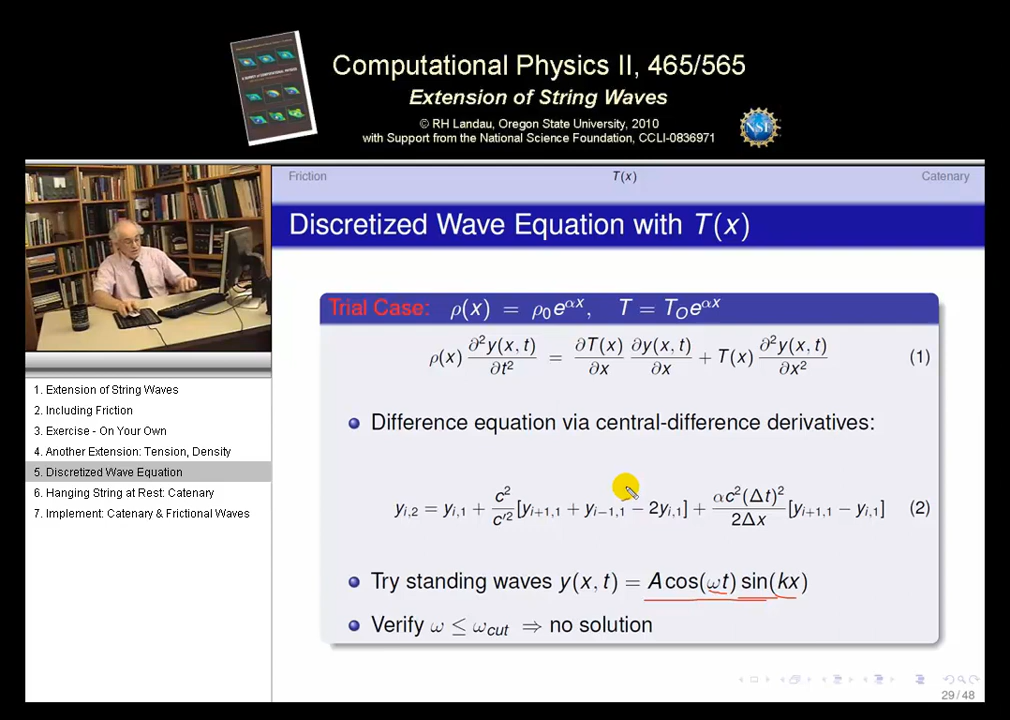 Computational Physics II, 465/565
Extension of String Waves
© RH Landau, Oregon State University, 2010
with Support from the National Science Foundation, CCLI-0836971
NSF
Friction T(x) Catenary
Discretized Wave Equation with T(x)
Trial Case: ρ(x) = ρ₀e^{αx}, T = T_O e^{αx}
ρ(x) ∂²y(x, t)/∂t² = ∂T(x)/∂x ∂y(x, t)/∂x + T(x) ∂²y(x, t)/∂x² (1)
Difference equation via central-difference derivatives:
y_{i,2} = y_{i,1} + c²/c′² [y_{i+1,1} + y_{i−1,1} − 2y_{i,1}] + αc²(Δt)²/2Δx [y_{i+1,1} − y_{i,1}] (2)
Try standing waves y(x, t) = A cos(ωt) sin(kx)
Verify ω ≤ ω_{cut} ⇒ no solution
29 / 48
1. Extension of String Waves
2. Including Friction
3. Exercise - On Your Own
4. Another Extension: Tension, Density
5. Discretized Wave Equation
6. Hanging String at Rest: Catenary
7. Implement: Catenary & Frictional Waves